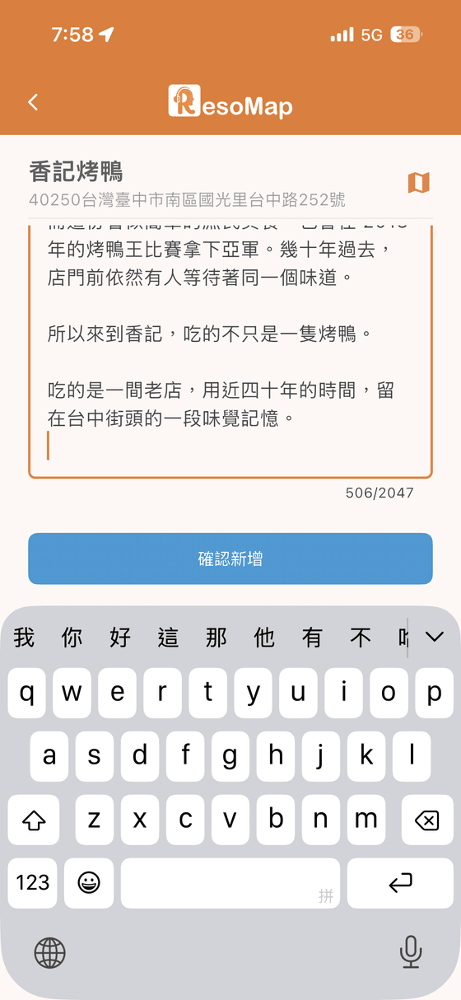 7:58
5G
36
ResoMap
香記烤鴨
40250台灣臺中市南區國光里台中路252號
年的烤鴨王比賽拿下亞軍。幾十年過去，
店門前依然有人等待著同一個味道。
所以來到香記，吃的不只是一隻烤鴨。
吃的是一間老店，用近四十年的時間，留
在台中街頭的一段味覺記憶。
506/2047
確認新增
我 你 好 這 那 他 有 不
q w e r t y u i o p
a s d f g h j k l
z x c v b n m
123
拼